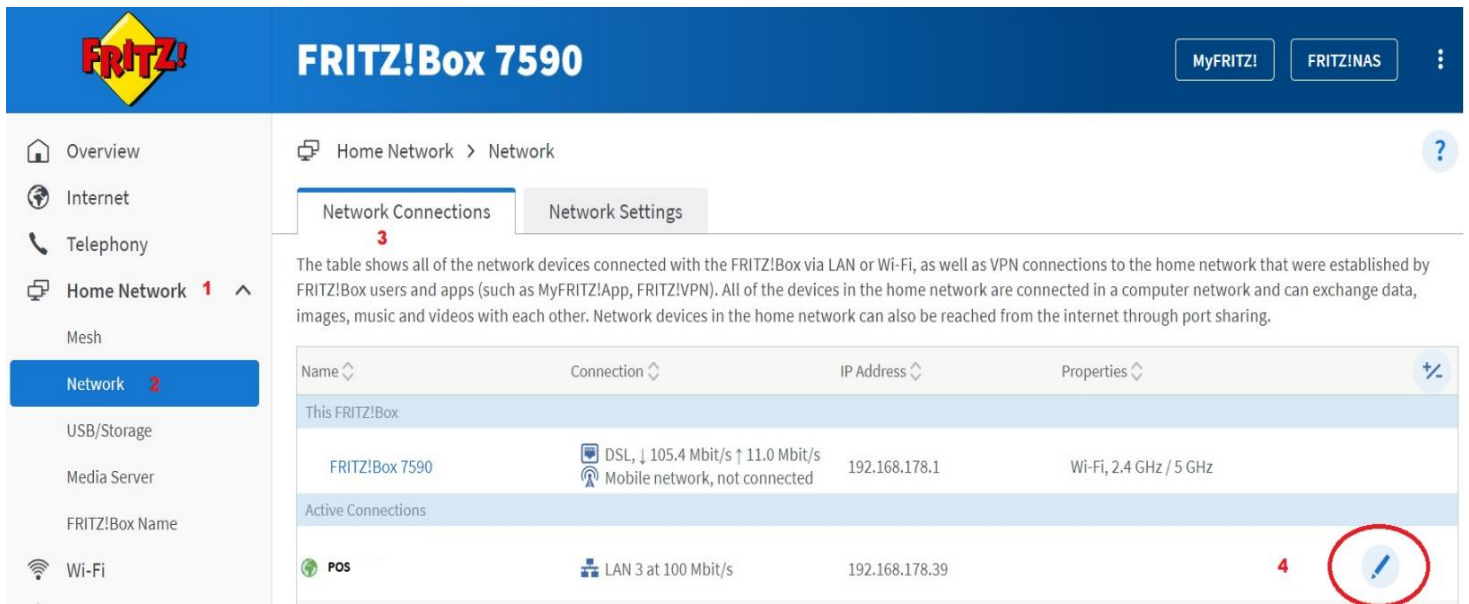 FRITZ!
FRITZ!Box 7590
MyFRITZ!
FRITZ!NAS
Overview
Internet
Telephony
Home Network 1
Mesh
Network 2
USB/Storage
Media Server
FRITZ!Box Name
Wi-Fi
Home Network > Network
?
Network Connections
Network Settings
3
The table shows all of the network devices connected with the FRITZ!Box via LAN or Wi-Fi, as well as VPN connections to the home network that were established by
FRITZ!Box users and apps (such as MyFRITZ!App, FRITZ!VPN). All of the devices in the home network are connected in a computer network and can exchange data,
images, music and videos with each other. Network devices in the home network can also be reached from the internet through port sharing.
Name Connection IP Address Properties +/-
This FRITZ!Box
FRITZ!Box 7590 DSL, ↓ 105.4 Mbit/s ↑ 11.0 Mbit/s 192.168.178.1 Wi-Fi, 2.4 GHz / 5 GHz
Mobile network, not connected
Active Connections
POS LAN 3 at 100 Mbit/s 192.168.178.39 4